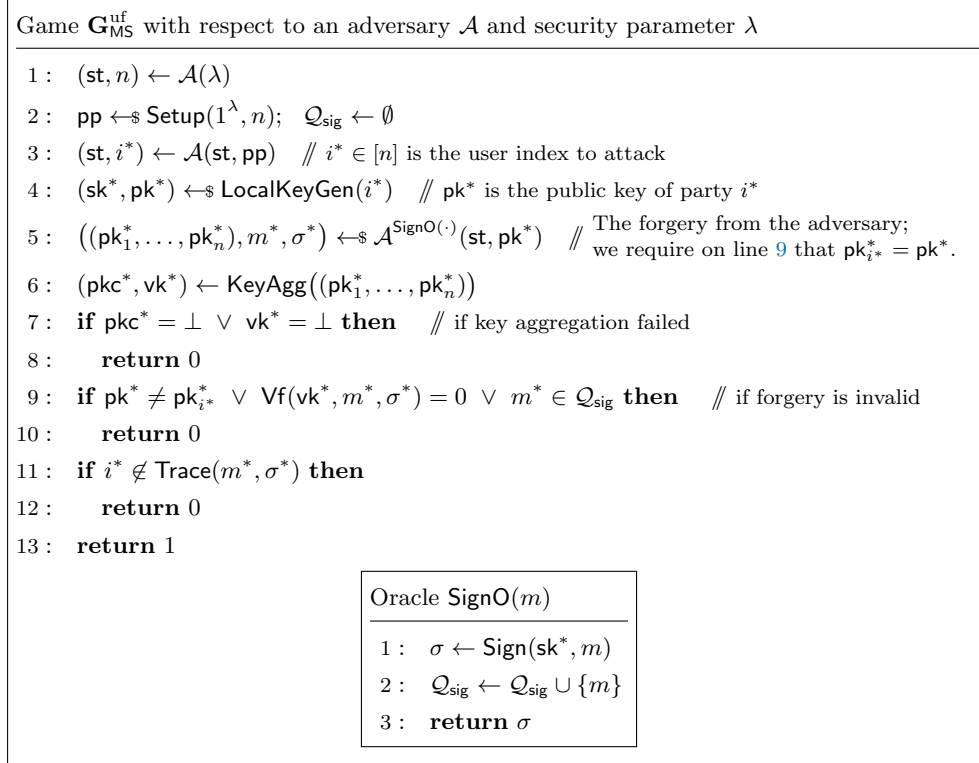 Game G^uf_MS with respect to an adversary 𝒜 and security parameter λ
1 : (st, n) ← 𝒜(λ)
2 : pp ←$ Setup(1^λ, n); 𝒬_sig ← ∅
3 : (st, i*) ← 𝒜(st, pp) // i* ∈ [n] is the user index to attack
4 : (sk*, pk*) ←$ LocalKeyGen(i*) // pk* is the public key of party i*
5 : ((pk*_1, …, pk*_n), m*, σ*) ←$ 𝒜^SignO(·)(st, pk*) // The forgery from the adversary;
we require on line 9 that pk*_i* = pk*.
6 : (pkc*, vk*) ← KeyAgg((pk*_1, …, pk*_n))
7 : if pkc* = ⊥ ∨ vk* = ⊥ then // if key aggregation failed
8 : return 0
9 : if pk* ≠ pk*_i* ∨ Vf(vk*, m*, σ*) = 0 ∨ m* ∈ 𝒬_sig then // if forgery is invalid
10 : return 0
11 : if i* ∉ Trace(m*, σ*) then
12 : return 0
13 : return 1
Oracle SignO(m)
1 : σ ← Sign(sk*, m)
2 : 𝒬_sig ← 𝒬_sig ∪ {m}
3 : return σ